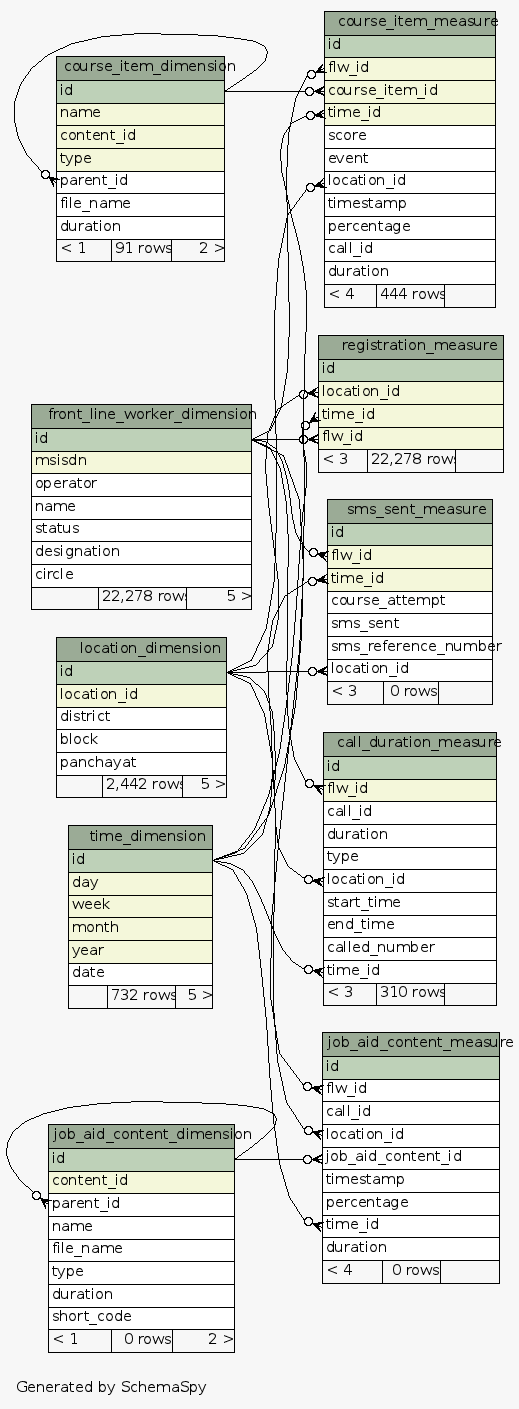 course_item_measure
id
flw_id
course_item_id
time_id
score
event
location_id
timestamp
percentage
call_id
duration
< 4 444 rows
course_item_dimension
id
name
content_id
type
parent_id
file_name
duration
< 1 91 rows 2 >
registration_measure
id
location_id
time_id
flw_id
< 3 22,278 rows
front_line_worker_dimension
id
msisdn
operator
name
status
designation
circle
22,278 rows 5 >
sms_sent_measure
id
flw_id
time_id
course_attempt
sms_sent
sms_reference_number
location_id
< 3 0 rows
location_dimension
id
location_id
district
block
panchayat
2,442 rows 5 >
call_duration_measure
id
flw_id
call_id
duration
type
location_id
start_time
end_time
called_number
time_id
< 3 310 rows
time_dimension
id
day
week
month
year
date
732 rows 5 >
job_aid_content_measure
id
flw_id
call_id
location_id
job_aid_content_id
timestamp
percentage
time_id
duration
< 4 0 rows
job_aid_content_dimension
id
content_id
parent_id
name
file_name
type
duration
short_code
< 1 0 rows 2 >
Generated by SchemaSpy